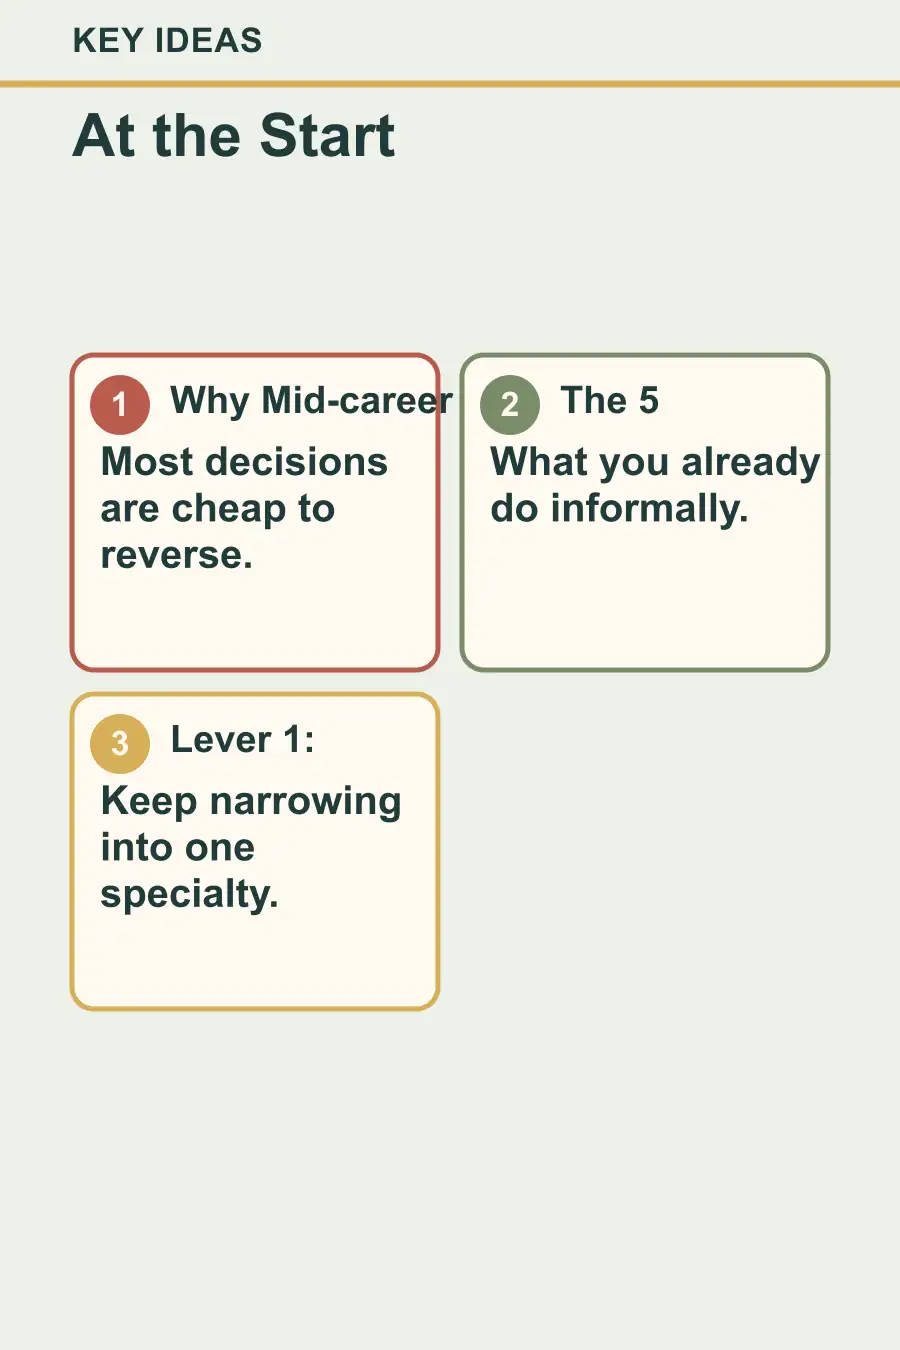 KEY IDEAS
At the Start
1 Why Mid-career
Most decisions
are cheap to
reverse.
2 The 5
What you already
do informally.
3 Lever 1:
Keep narrowing
into one
specialty.